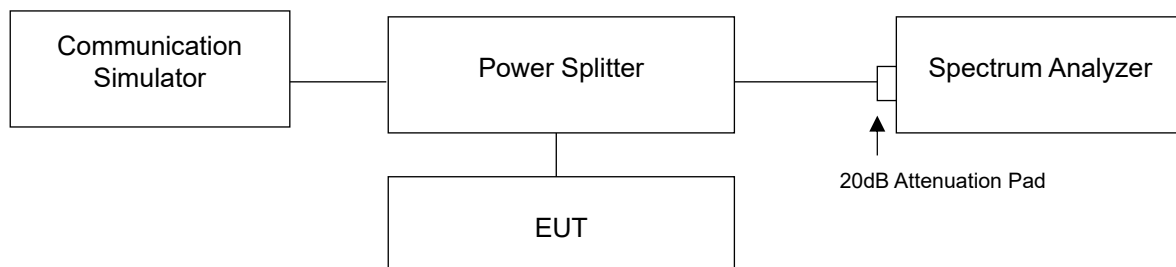 Communication
Simulator
Power Splitter
Spectrum Analyzer
20dB Attenuation Pad
EUT